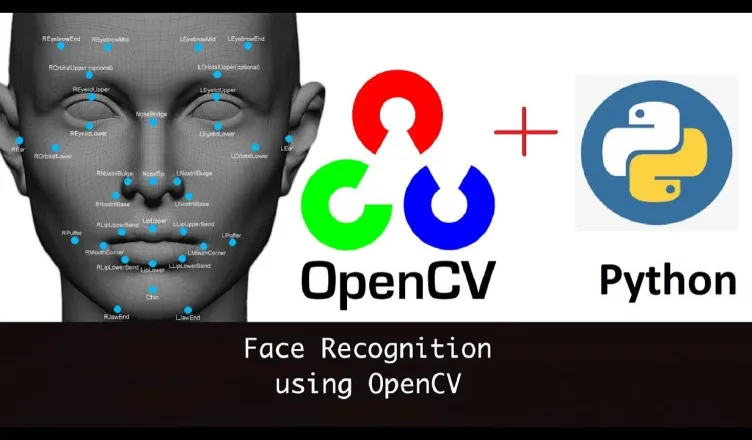 REyebrowEnd
REyebrowMid
LEyebrowMid
LEyebrowEnd
ROrbitalUpper (optional)
LOrbitalUpper(optional)
REyelidUpper
LEyelidUpper
NoseBridge
REyelidLower
LEyelidLower
REar
LEar
ROrbitalLower
LOrbitalLower
RNostrilBulge
NoseTip
LNostrilBulge
RNostrilBase
LNostrilBase
LipUpper
RLipUpperBend
LLipUpperBend
RPuffer
LPuffer
RMouthCorner
LMouthCorner
RLipLowerBend
LipLower
LLipLowerBend
Chin
RJawEnd
LJawEnd
OpenCV
Python
Face Recognition
using OpenCV